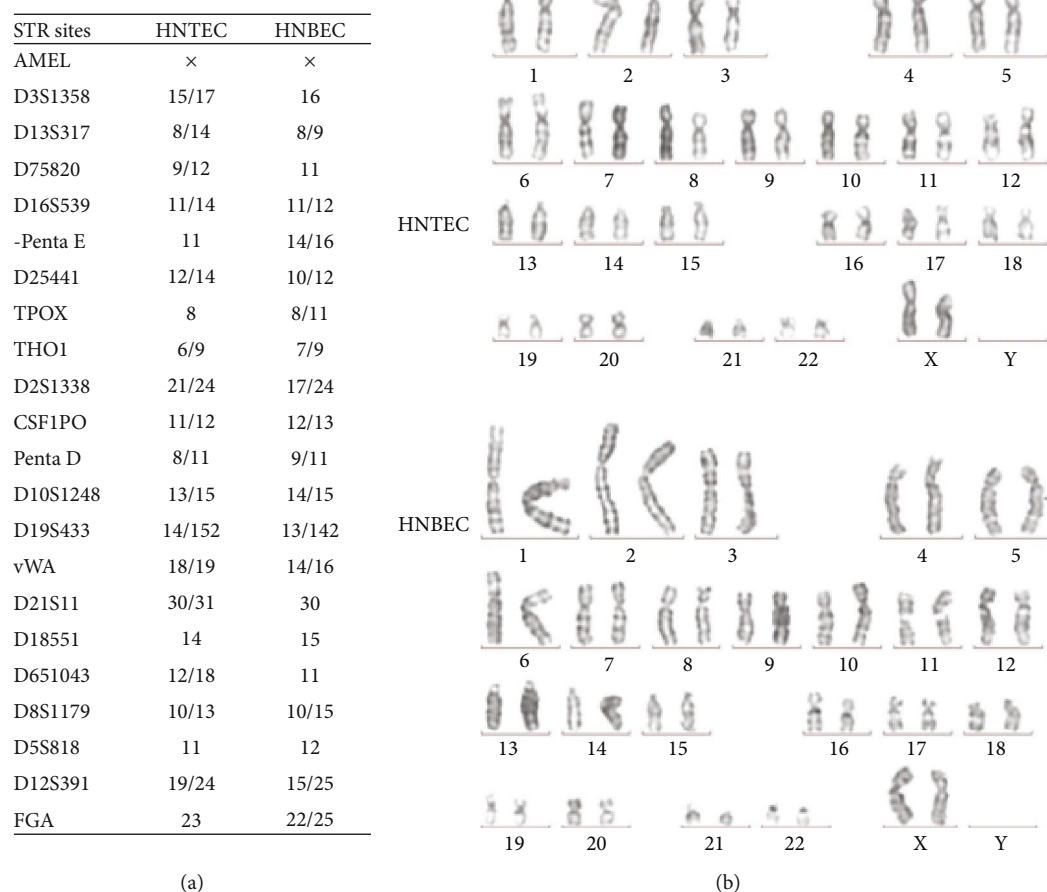 STR sites HNTEC HNBEC
AMEL × ×
D3S1358 15/17 16
D13S317 8/14 8/9
D75820 9/12 11
D16S539 11/14 11/12
-Penta E 11 14/16
D25441 12/14 10/12
TPOX 8 8/11
THO1 6/9 7/9
D2S1338 21/24 17/24
CSF1PO 11/12 12/13
Penta D 8/11 9/11
D10S1248 13/15 14/15
D19S433 14/152 13/142
vWA 18/19 14/16
D21S11 30/31 30
D18551 14 15
D651043 12/18 11
D8S1179 10/13 10/15
D5S818 11 12
D12S391 19/24 15/25
FGA 23 22/25
(a)
1 2 3 4 5
6 7 8 9 10 11 12
HNTEC
13 14 15 16 17 18
19 20 21 22 X Y
HNBEC
1 2 3 4 5
6 7 8 9 10 11 12
13 14 15 16 17 18
19 20 21 22 X Y
(b)